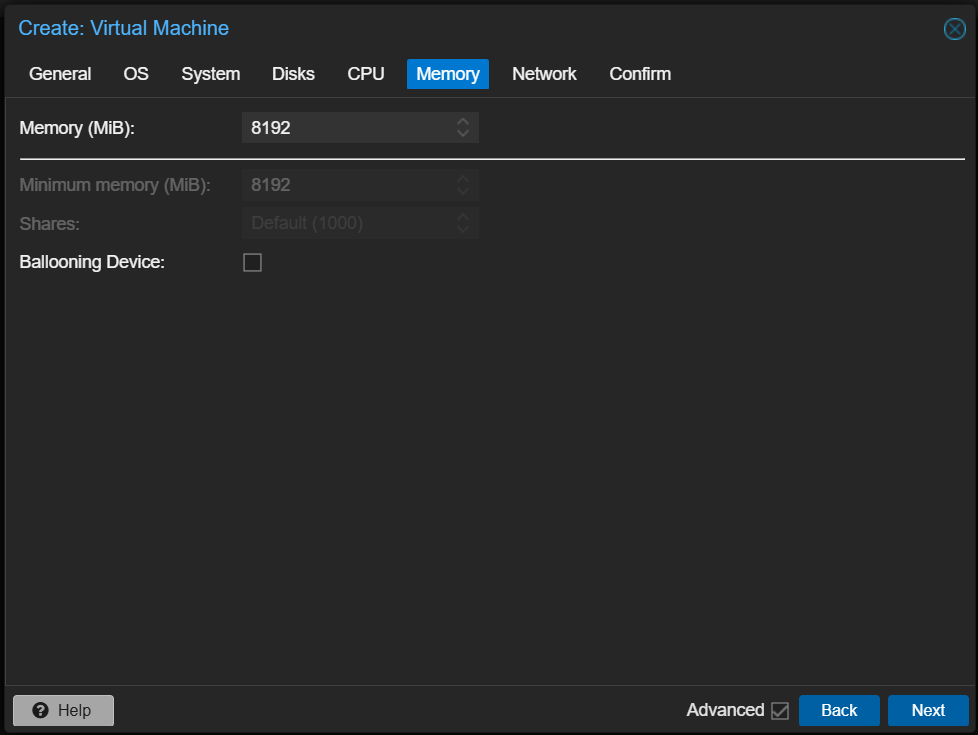 Create: Virtual Machine
General OS System Disks CPU Memory Network Confirm
Memory (MiB): 8192
Minimum memory (MiB): 8192
Shares: Default (1000)
Ballooning Device:
Help Advanced Back Next